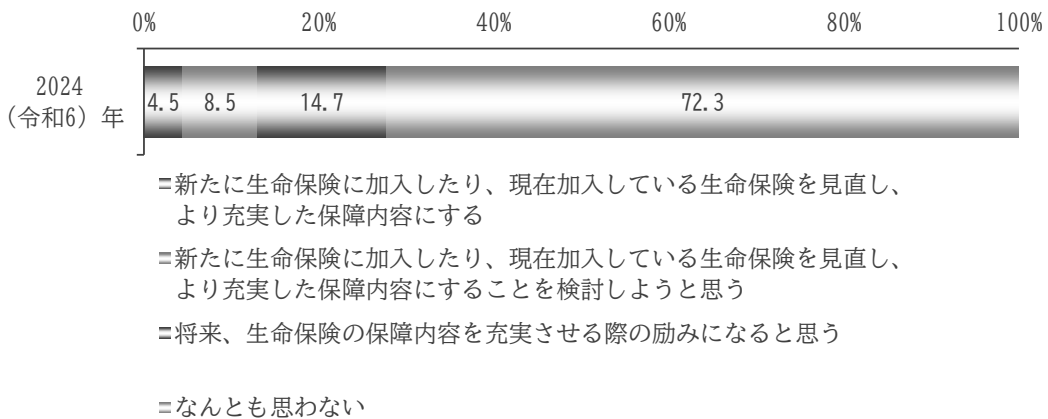 0% 20% 40% 60% 80% 100%
2024
（令和6）年
4.5 8.5 14.7 72.3
新たに生命保険に加入したり、現在加入している生命保険を見直し、
より充実した保障内容にする
新たに生命保険に加入したり、現在加入している生命保険を見直し、
より充実した保障内容にすることを検討しようと思う
将来、生命保険の保障内容を充実させる際の励みになると思う
なんとも思わない